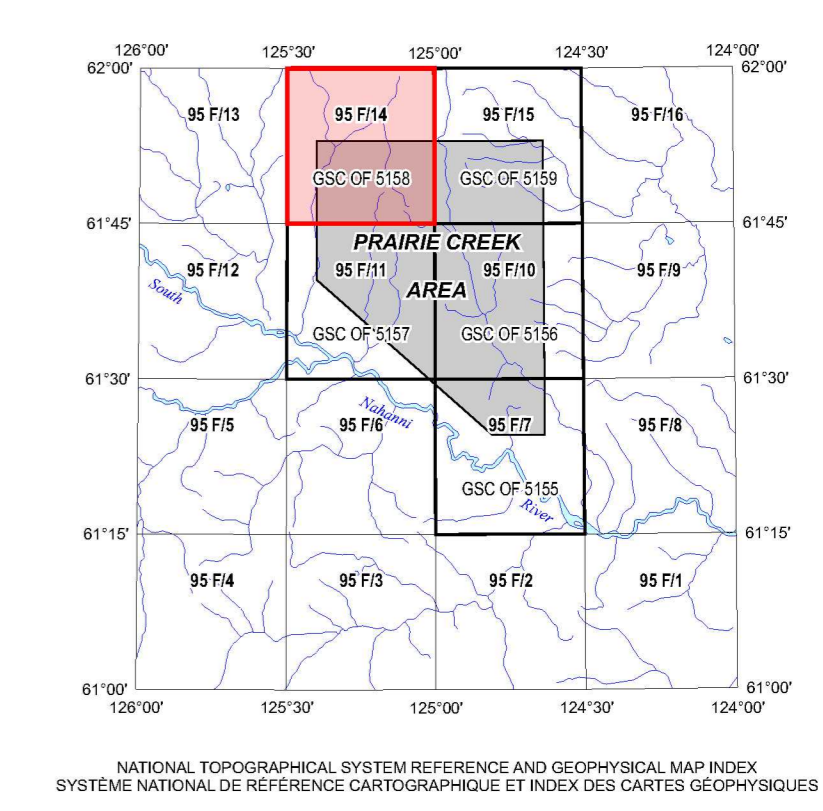 126°00' 125°30' 125°00' 124°30' 124°00'
62°00' 62°00'
95 F/13 95 F/14 95 F/15 95 F/16
GSC OF 5158 GSC OF 5159
61°45' 61°45'
PRAIRIE CREEK
95 F/12 95 F/11 95 F/10 95 F/9
South AREA
GSC OF 5157 GSC OF 5156
61°30' 61°30'
Nahanni
95 F/5 95 F/6 95 F/7 95 F/8
GSC OF 5155
River
61°15' 61°15'
95 F/4 95 F/3 95 F/2 95 F/1
61°00' 61°00'
126°00' 125°30' 125°00' 124°30' 124°00'
NATIONAL TOPOGRAPHICAL SYSTEM REFERENCE AND GEOPHYSICAL MAP INDEX
SYSTÈME NATIONAL DE RÉFÉRENCE CARTOGRAPHIQUE ET INDEX DES CARTES GÉOPHYSIQUES